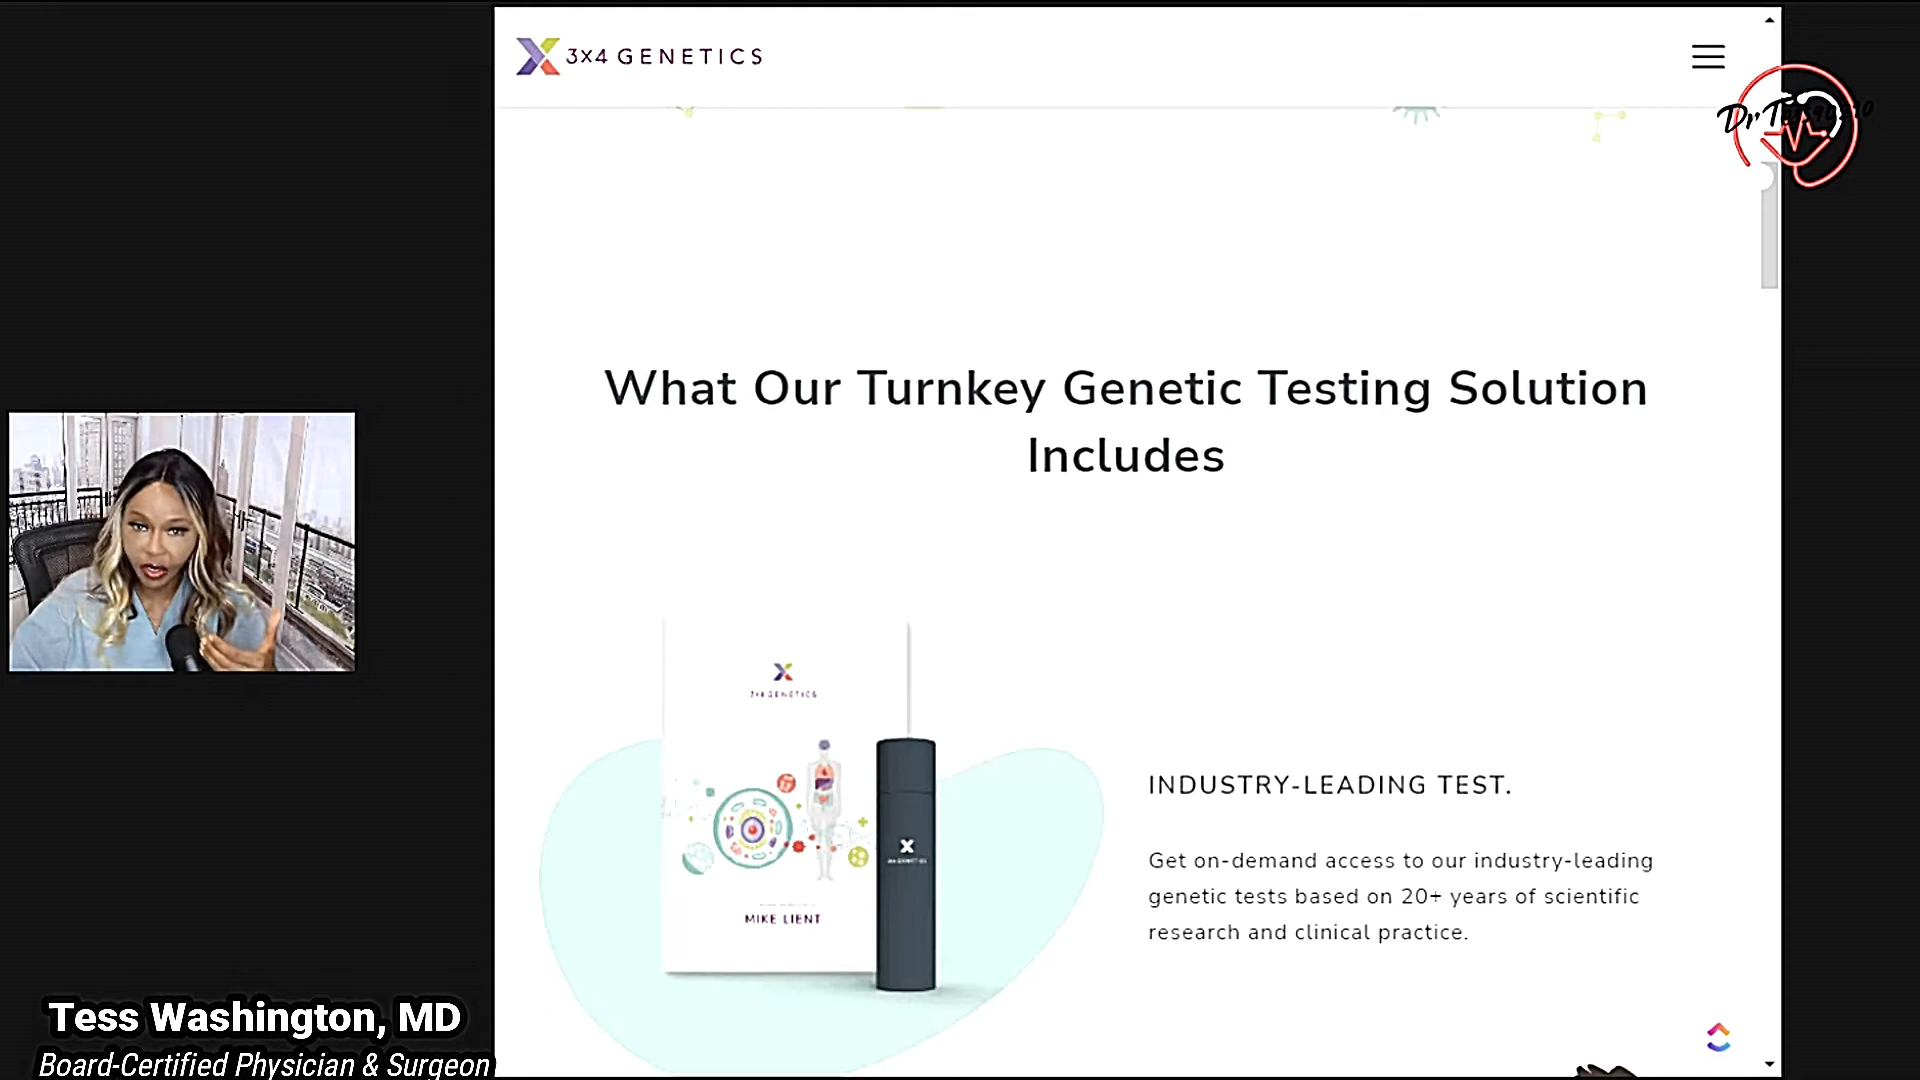 3x4 GENETICS
What Our Turnkey Genetic Testing Solution
Includes
3x4 GENETICS
MIKE LIENT
INDUSTRY-LEADING TEST.
Get on-demand access to our industry-leading
genetic tests based on 20+ years of scientific
research and clinical practice.
Tess Washington, MD
Board-Certified Physician & Surgeon